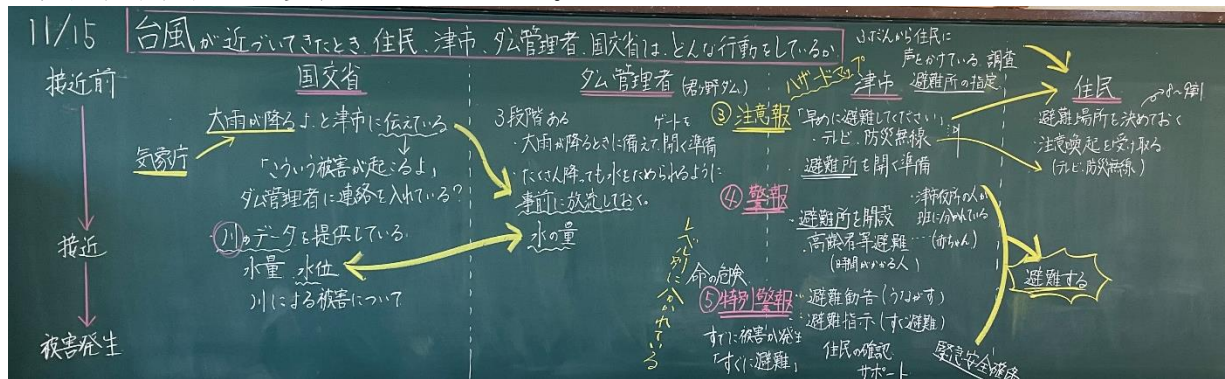 11/15 台風が近づいてきたとき、住民、津市、ダム管理者、国交省は、どんな行動をしているか
接近前
接近
被害発生
国交省
大雨が降るよ、と津市に伝えている
気象庁
「こういう被害が起こるよ」
ダム管理者に連絡を入れている?
・川のデータを提供している
水量 水位
川による被害について
ダム管理者(君ヶ野ダム)
3段階ある
ゲートを
・大雨が降るときに備えて開く準備
・たくさん降っても水をためられるように
事前に放流しておく。
水の量
ハザードマップ
レベル別に分かれている
③注意報
④警報
命の危険
⑤特別警報
すでに被害が発生
「すぐに避難」
津市
ふだんから住民に
声をかけている 調査
避難所の指定
「早めに避難してください」
・テレビ、防災無線
避難所を開く準備
・避難所を開設
・津市役所の人が
班に分かれている
高齢者等避難…(赤ちゃん)
(時間がかかる人)
・避難勧告(うながす)
・避難指示(すぐ避難)
住民の確認
サポート
緊急安全確保
住民
・避難場所を決めておく
8~9割
・注意喚起を受け取る
(テレビ、防災無線)
避難する